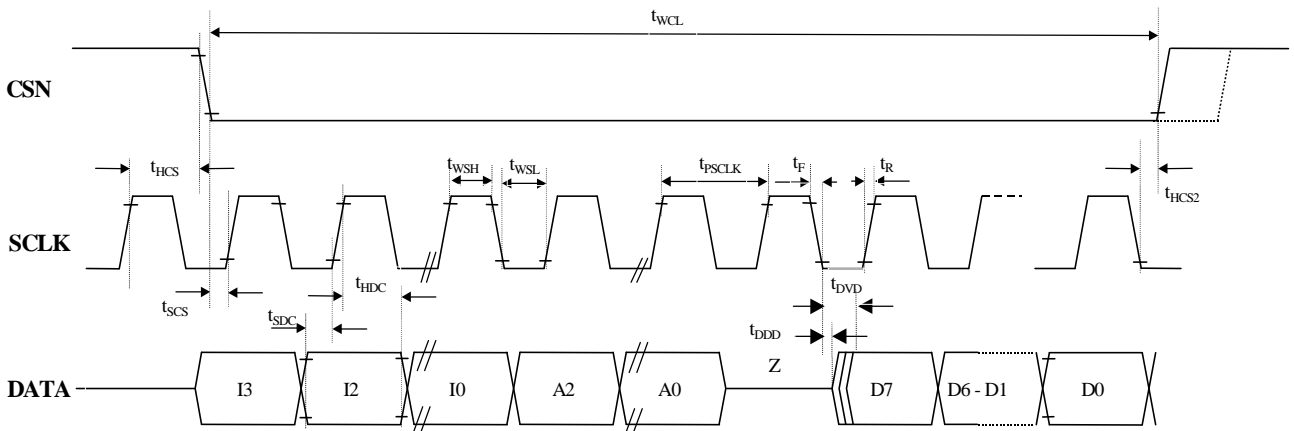 tWCL
CSN
tHCS
tWSH
tWSL
tPSCLK
tF
tR
tHCS2
SCLK
tSCS
tHDC
tDVD
tSDC
tDDD
Z
DATA
I3
I2
I0
A2
A0
D7
D6 - D1
D0